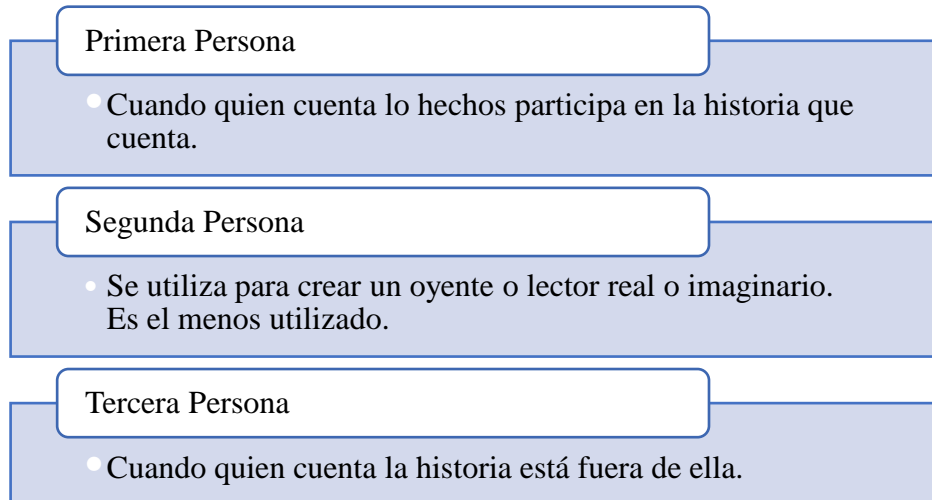 Primera Persona
Cuando quien cuenta lo hechos participa en la historia que
cuenta.
Segunda Persona
Se utiliza para crear un oyente o lector real o imaginario.
Es el menos utilizado.
Tercera Persona
Cuando quien cuenta la historia está fuera de ella.